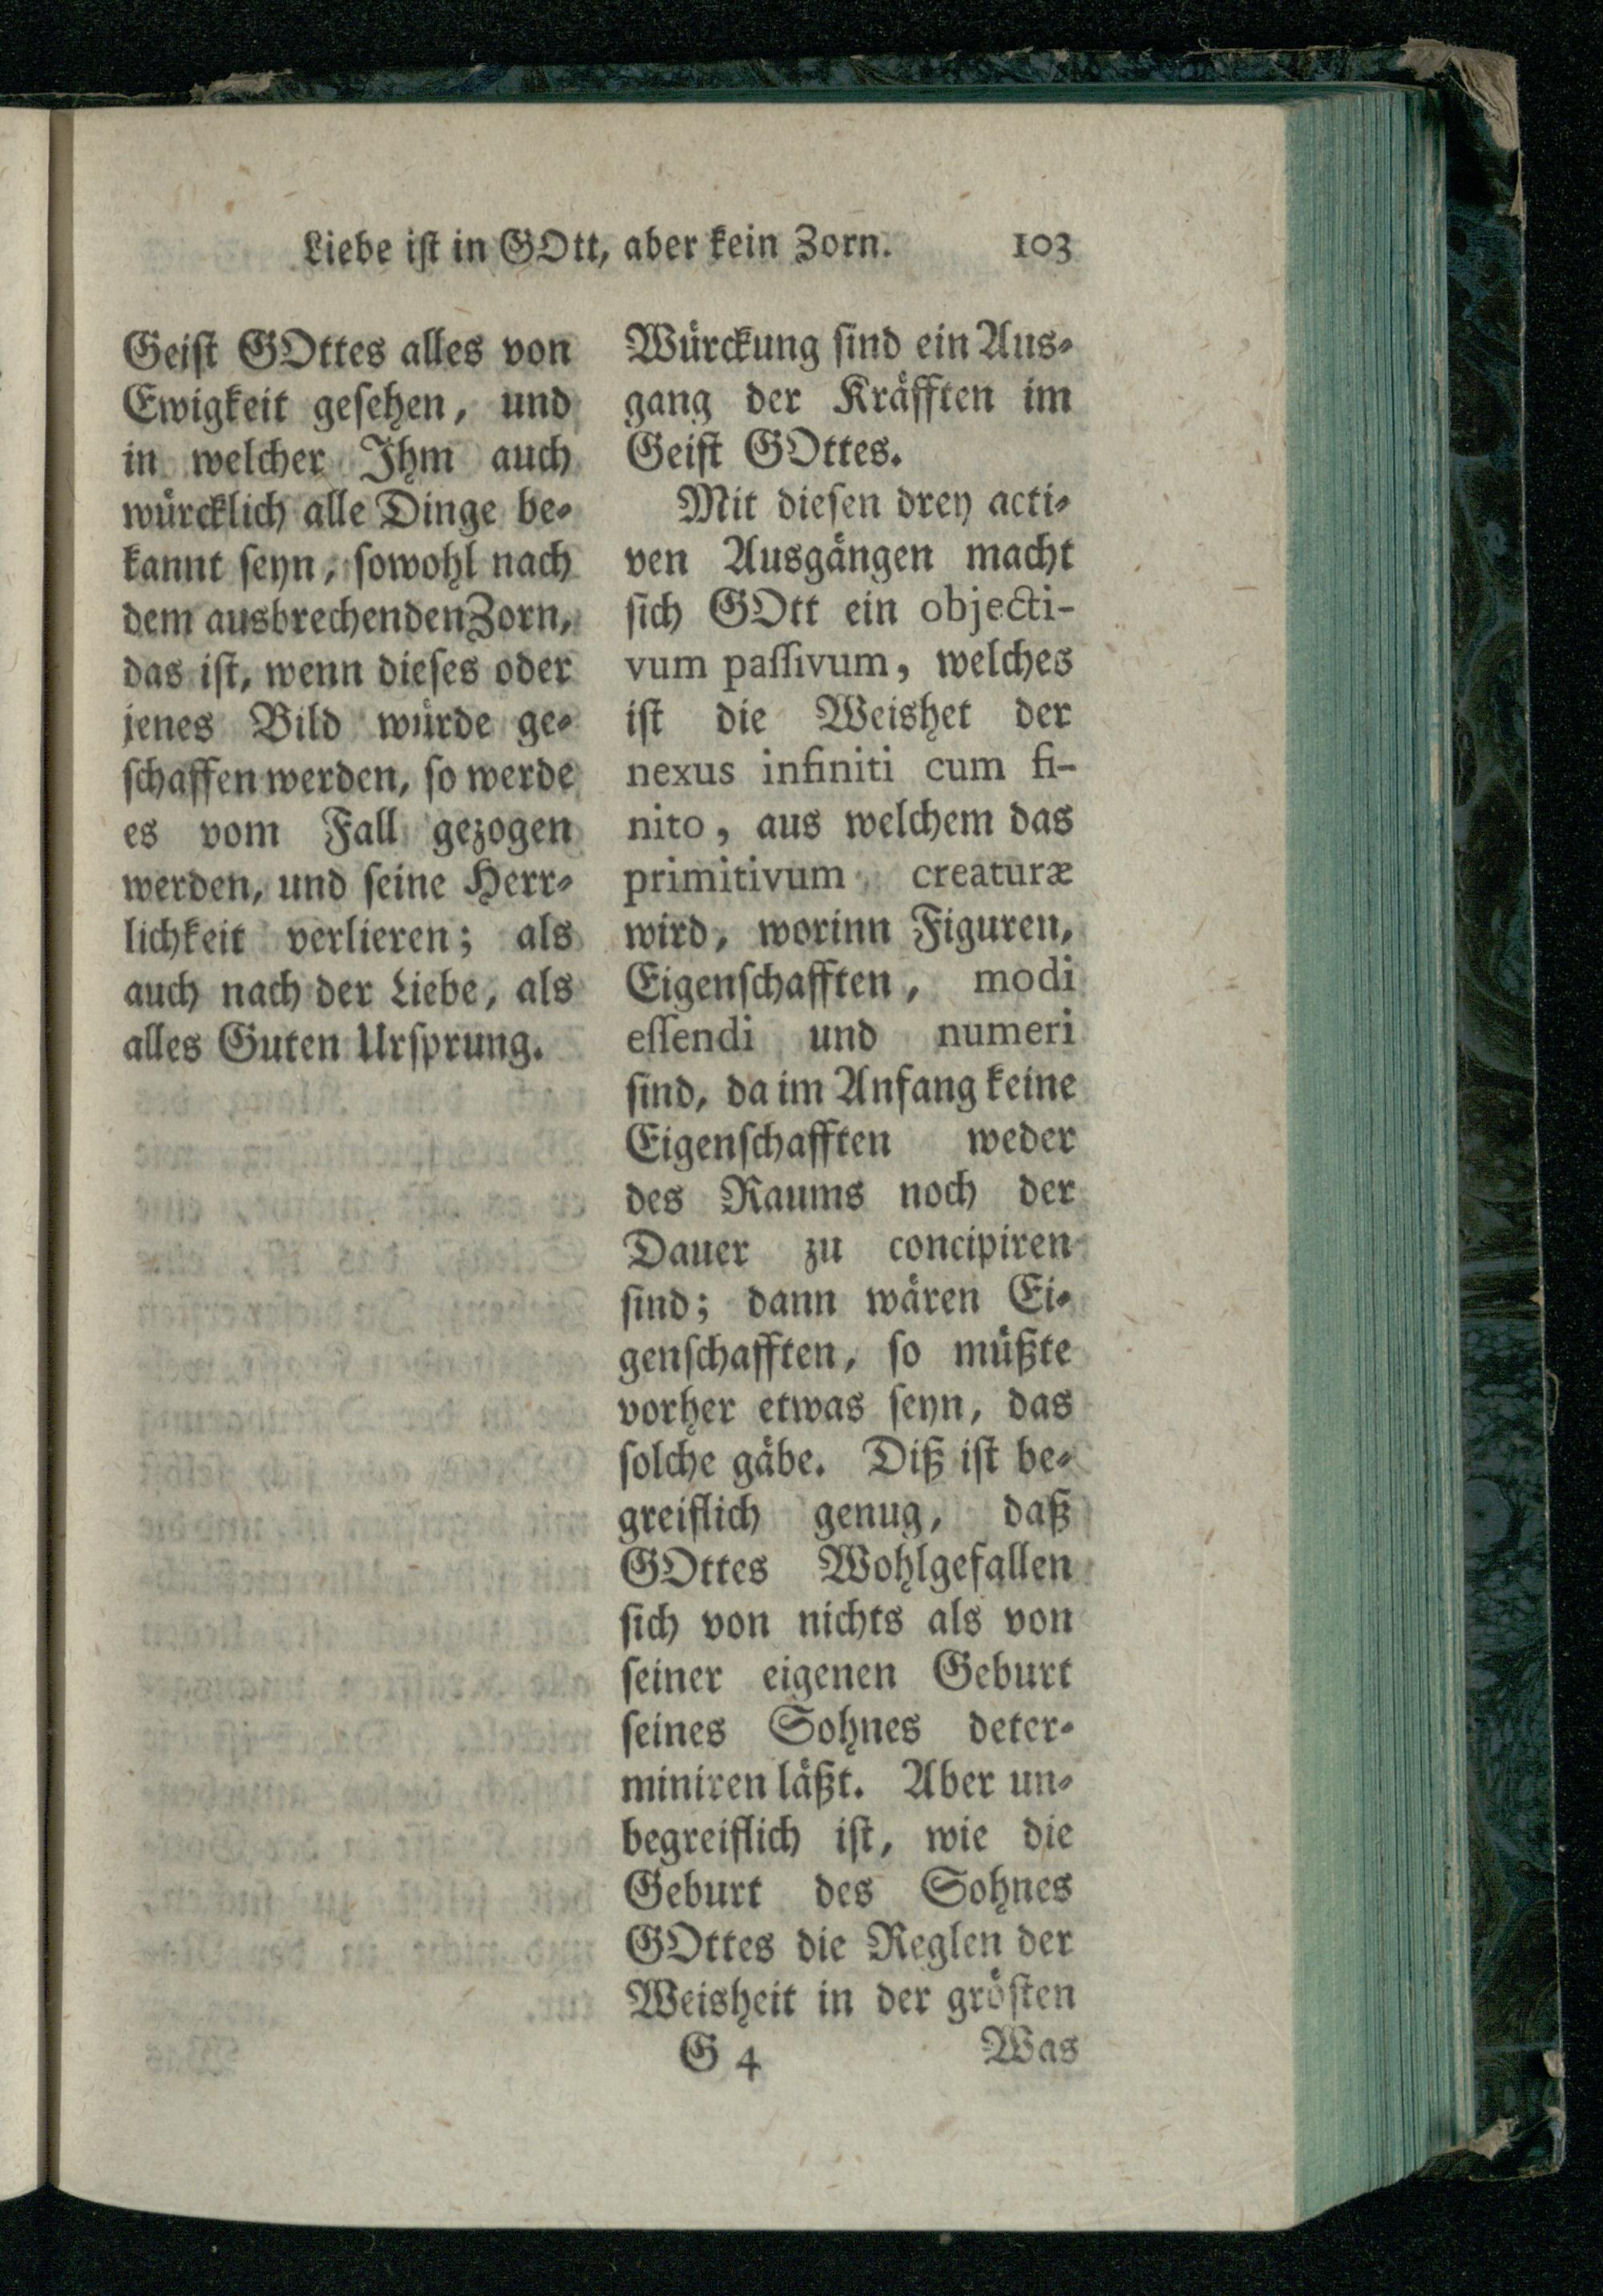 Liebe iſt in GOtt, aber kein Zorn. 103
Geiſt GOttes alles von
Ewigkeit geſehen, und
in welcher Ihm auch
würcklich alle Dinge be-
kannt ſeyn, ſowohl nach
dem ausbrechenden Zorn,
das iſt, wenn dieſes oder
jenes Bild würde ge-
ſchaffen werden, ſo werde
es vom Fall gezogen
werden, und ſeine Herr-
lichkeit verlieren; als
auch nach der Liebe, als
alles Guten Urſprung.
Würckung ſind ein Aus-
gang der Kräfften im
Geiſt GOttes.
Mit dieſen drey acti-
ven Ausgängen macht
ſich GOtt ein objecti-
vum paſſivum, welches
iſt die Weishet der
nexus infiniti cum fi-
nito, aus welchem das
primitivum creaturæ
wird, worinn Figuren,
Eigenſchafften, modi
eſſendi und numeri
ſind, da im Anfang keine
Eigenſchafften weder
des Raums noch der
Dauer zu concipiren
ſind; dann wären Ei-
genſchafften, ſo müßte
vorher etwas ſeyn, das
ſolche gäbe. Diß iſt be-
greiflich genug, daß
GOttes Wohlgefallen
ſich von nichts als von
ſeiner eigenen Geburt
ſeines Sohnes deter-
miniren läßt. Aber un-
begreiflich iſt, wie die
Geburt des Sohnes
GOttes die Reglen der
Weisheit in der gröſten
G 4 Was